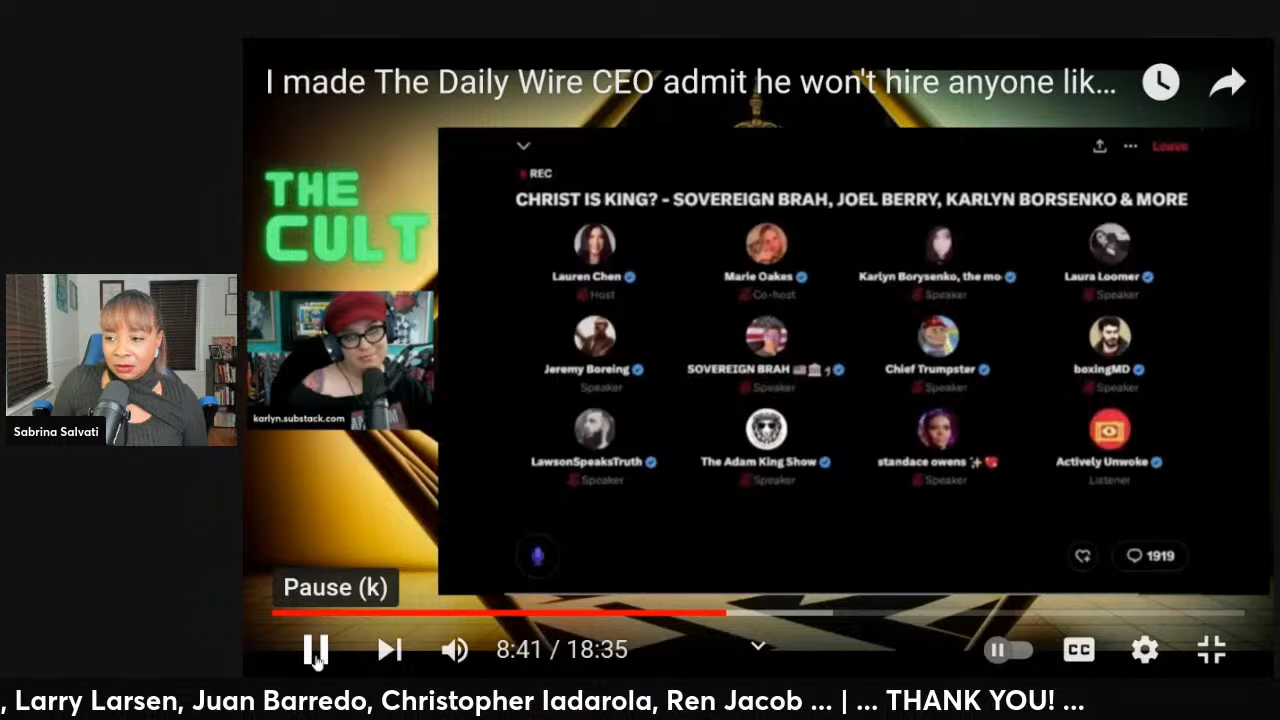 I made The Daily Wire CEO admit he won't hire anyone lik...
THE
CULT
Leave
REC
CHRIST IS KING? - SOVEREIGN BRAH, JOEL BERRY, KARLYN BORSENKO & MORE
Lauren Chen
Host
Marie Oakes
Co-host
Karlyn Borysenko, the mo
Speaker
Laura Loomer
Speaker
Jeremy Boreing
Speaker
SOVEREIGN BRAH
Speaker
Chief Trumpster
Speaker
boxingMD
Speaker
LawsonSpeaksTruth
Speaker
The Adam King Show
Speaker
standace owens
Speaker
Actively Unwoke
Listener
karlyn.substack.com
Sabrina Salvati
1919
Pause (k)
8:41 / 18:35
CC
, Larry Larsen, Juan Barredo, Christopher Iadarola, Ren Jacob ... | ... THANK YOU! ...